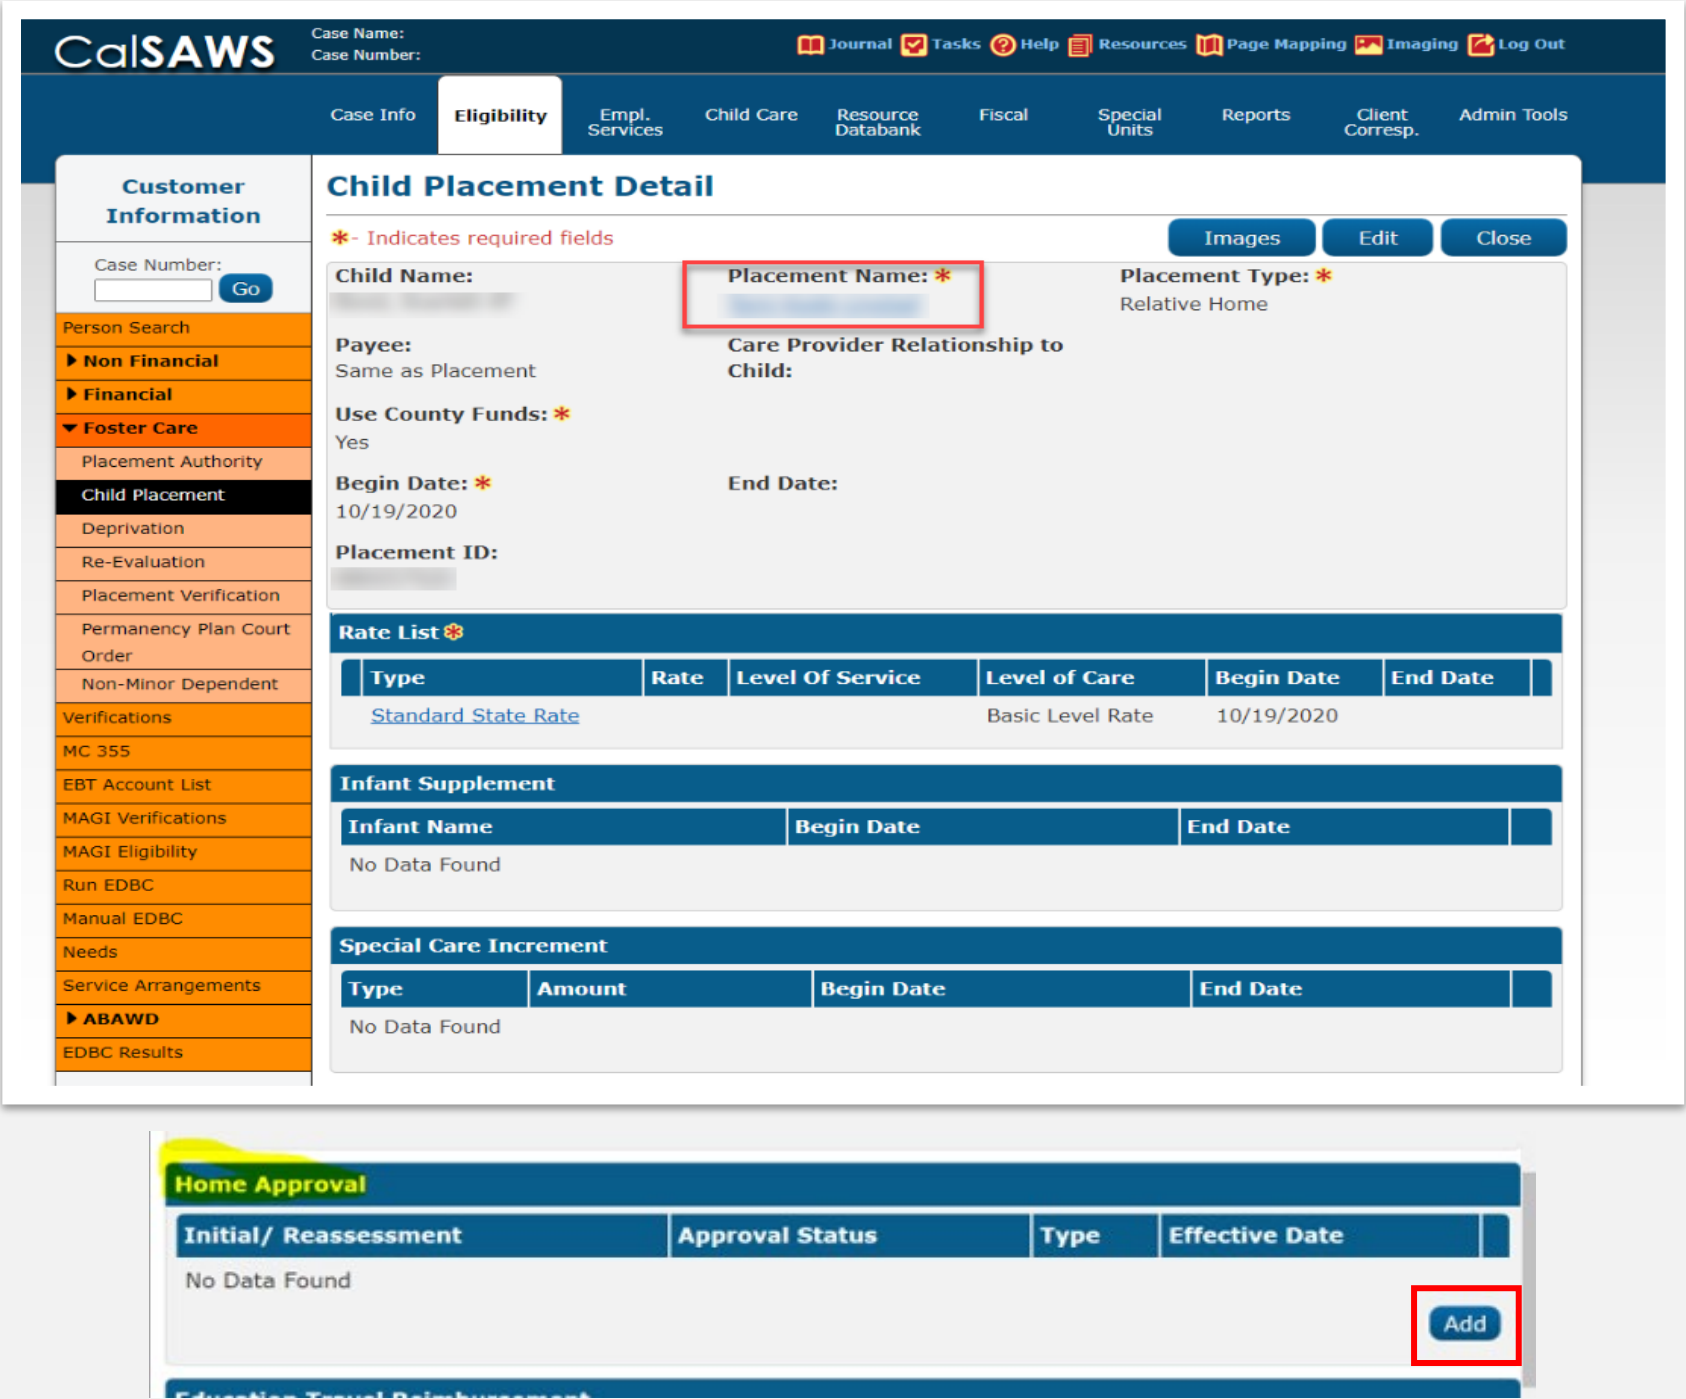 CalSAWS
Case Name:
Case Number:
Journal Tasks Help Resources Page Mapping Imaging Log Out
Case Info Eligibility Empl. Services Child Care Resource Databank Fiscal Special Units Reports Client Corresp. Admin Tools
Customer
Information
Case Number:
Go
Person Search
Non Financial
Financial
Foster Care
Placement Authority
Child Placement
Deprivation
Re-Evaluation
Placement Verification
Permanency Plan Court
Order
Non-Minor Dependent
Verifications
MC 355
EBT Account List
MAGI Verifications
MAGI Eligibility
Run EDBC
Manual EDBC
Needs
Service Arrangements
ABAWD
EDBC Results
Child Placement Detail
*- Indicates required fields
Images Edit Close
Child Name: Placement Name: * Placement Type: *
Relative Home
Payee: Care Provider Relationship to
Same as Placement Child:
Use County Funds: *
Yes
Begin Date: * End Date:
10/19/2020
Placement ID:
Rate List *
Type Rate Level Of Service Level of Care Begin Date End Date
Standard State Rate Basic Level Rate 10/19/2020
Infant Supplement
Infant Name Begin Date End Date
No Data Found
Special Care Increment
Type Amount Begin Date End Date
No Data Found
Home Approval
Initial/ Reassessment Approval Status Type Effective Date
No Data Found
Add
Education Travel Reimbursement